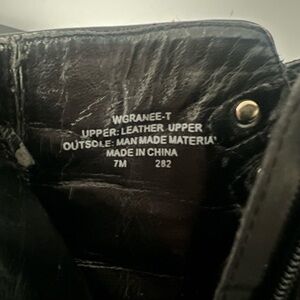 WGRANEE-T
UPPER: LEATHER UPPER
OUTSOLE: MAN MADE MATERIA
MADE IN CHINA
7M 282